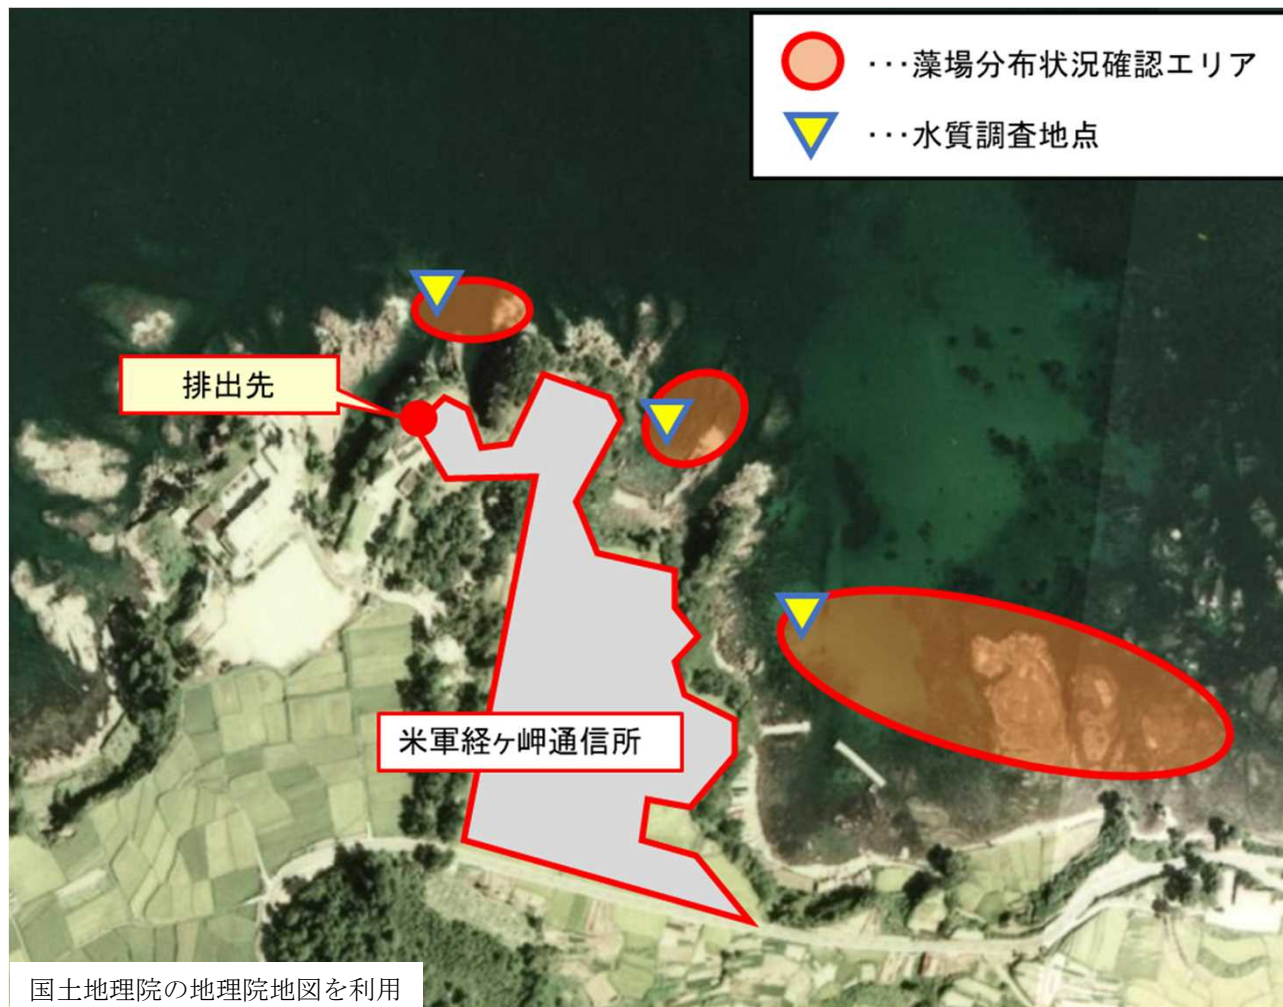 ・・・藻場分布状況確認エリア
・・・水質調査地点
排出先
米軍経ヶ岬通信所
国土地理院の地理院地図を利用